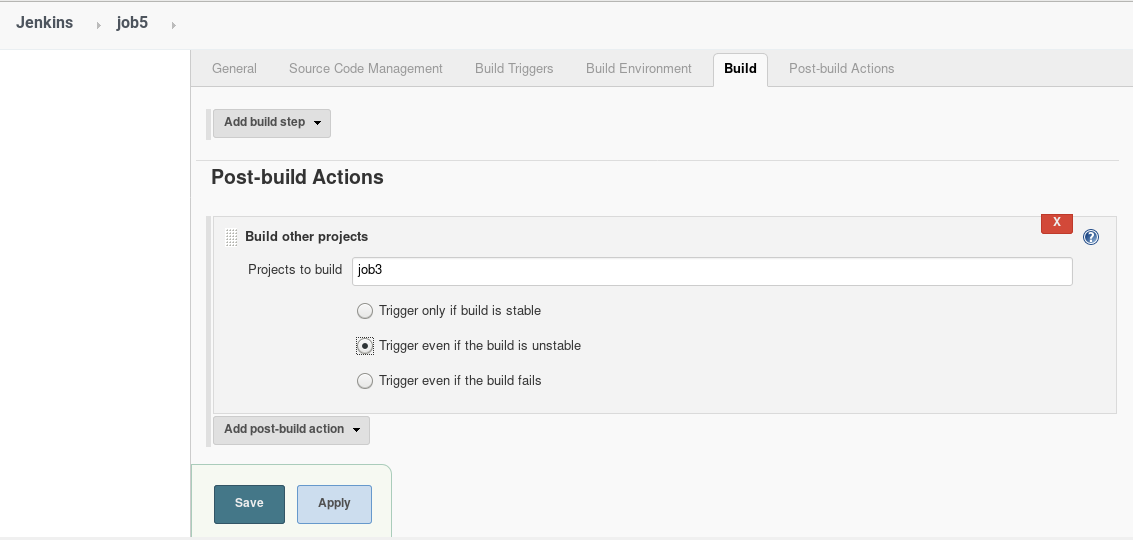 Jenkins job5
General Source Code Management Build Triggers Build Environment Build Post-build Actions
Add build step
Post-build Actions
X
Build other projects ?
Projects to build job3
Trigger only if build is stable
Trigger even if the build is unstable
Trigger even if the build fails
Add post-build action
Save Apply